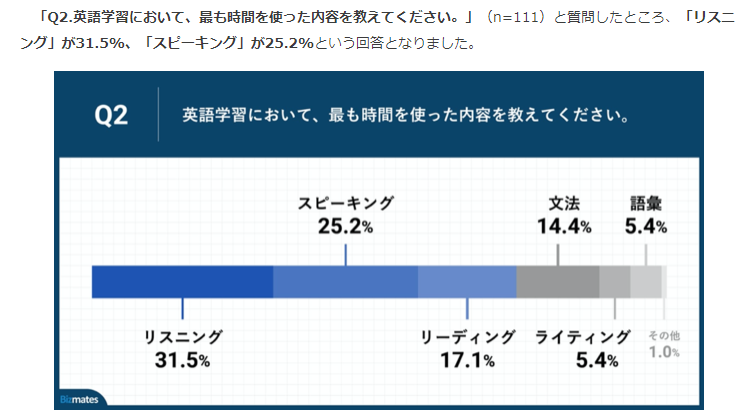 「Q2.英語学習において、最も時間を使った内容を教えてください。」（n=111）と質問したところ、「リスニ
ング」が31.5%、「スピーキング」が25.2%という回答となりました。
Q2 英語学習において、最も時間を使った内容を教えてください。
スピーキング
25.2%
文法
14.4%
語彙
5.4%
リスニング
31.5%
リーディング
17.1%
ライティング
5.4%
その他
1.0%
Bizmates